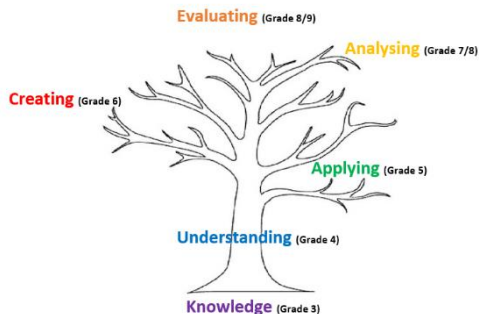 Evaluating (Grade 8/9)
Analysing (Grade 7/8)
Creating (Grade 6)
Applying (Grade 5)
Understanding (Grade 4)
Knowledge (Grade 3)